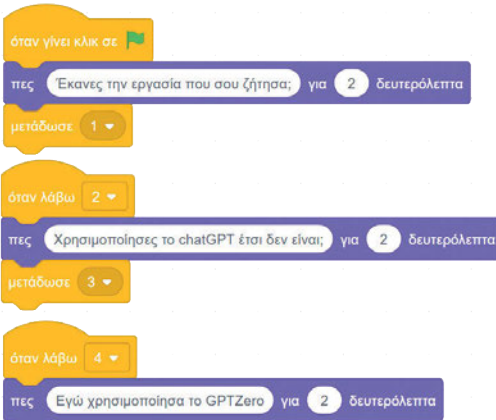 όταν γίνει κλικ σε
πες Έκανες την εργασία που σου ζήτησα; για 2 δευτερόλεπτα
μετάδωσε 1
όταν λάβω 2
πες Χρησιμοποίησες το chatGPT έτσι δεν είναι; για 2 δευτερόλεπτα
μετάδωσε 3
όταν λάβω 4
πες Εγώ χρησιμοποίησα το GPTZero για 2 δευτερόλεπτα